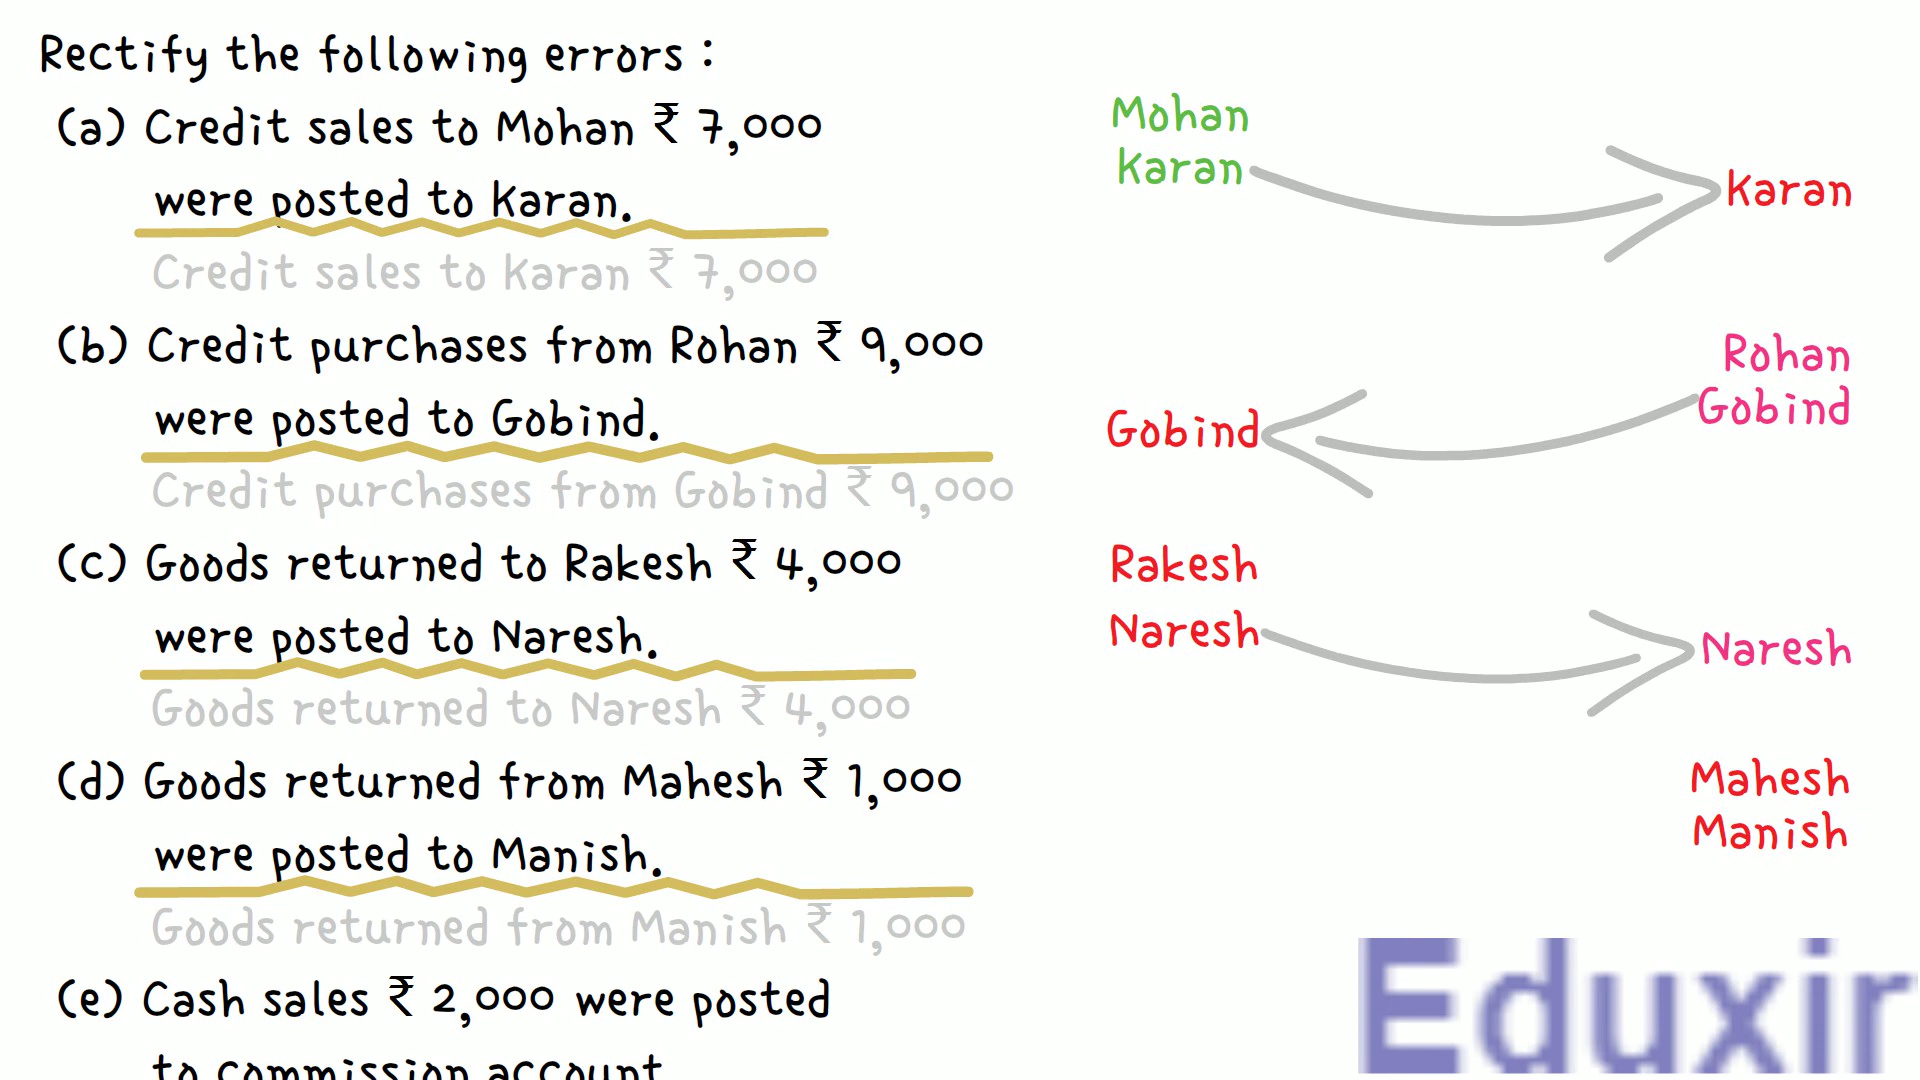 Rectify the following errors :
(a) Credit sales to Mohan ₹ 7,000
were posted to Karan.
Credit sales to Karan ₹ 7,000
(b) Credit purchases from Rohan ₹ 9,000
were posted to Gobind.
Credit purchases from Gobind ₹ 9,000
(c) Goods returned to Rakesh ₹ 4,000
were posted to Naresh.
Goods returned to Naresh ₹ 4,000
(d) Goods returned from Mahesh ₹ 1,000
were posted to Manish.
Goods returned from Manish ₹ 1,000
(e) Cash sales ₹ 2,000 were posted
to commission account
Mohan
Karan
Karan
Rohan
Gobind
Gobind
Rakesh
Naresh
Naresh
Mahesh
Manish
Eduxir